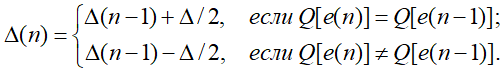 Δ(n) = { Δ(n−1) + Δ/2, если Q[e(n)] = Q[e(n−1)];
Δ(n−1) − Δ/2, если Q[e(n)] ≠ Q[e(n−1)].